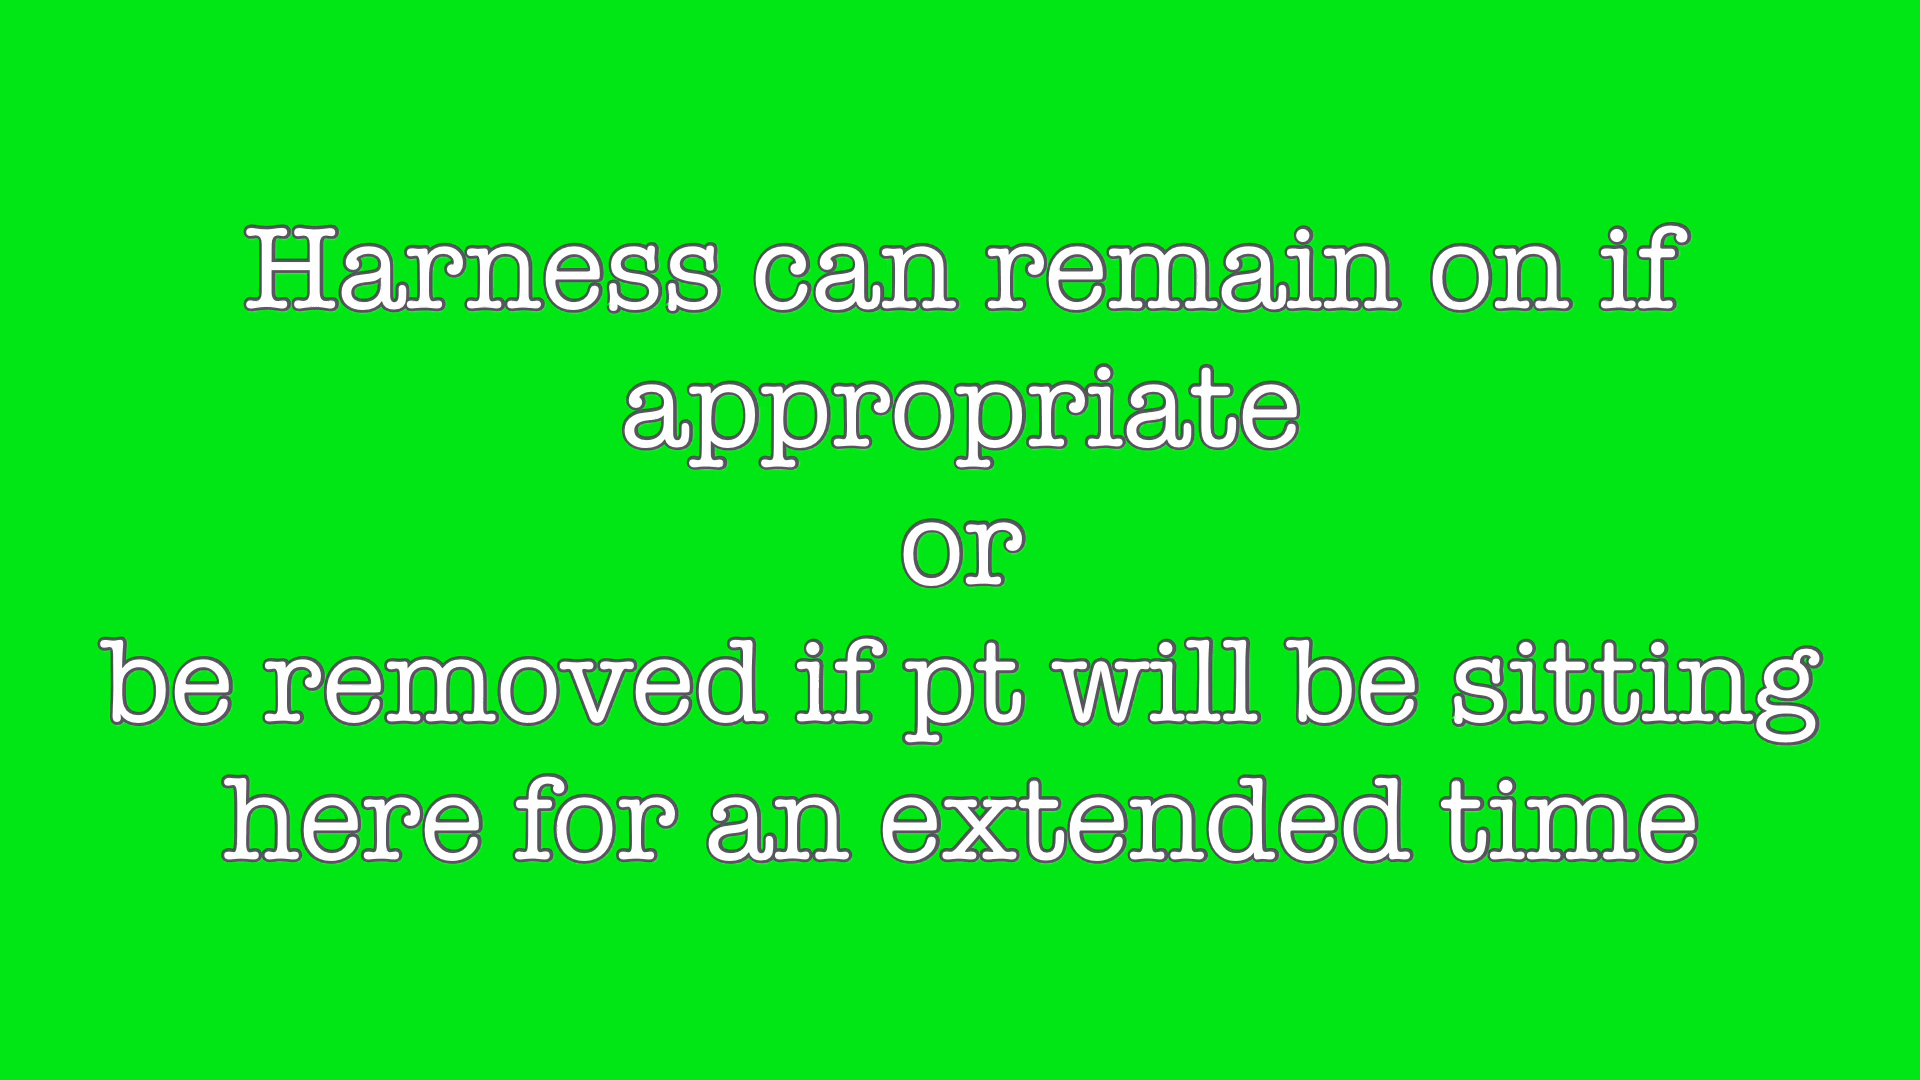 Harness can remain on if
appropriate
or
be removed if pt will be sitting
here for an extended time